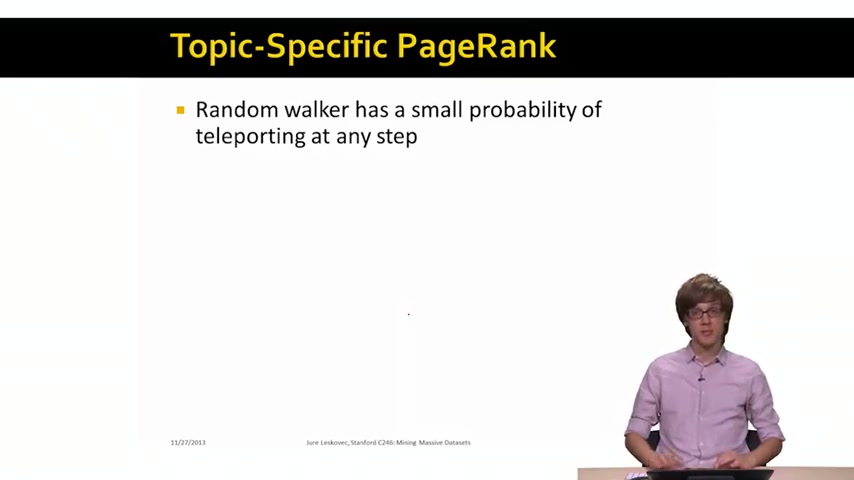 Topic-Specific PageRank
Random walker has a small probability of
teleporting at any step
11/27/2013
Jure Leskovec, Stanford C246: Mining Massive Datasets